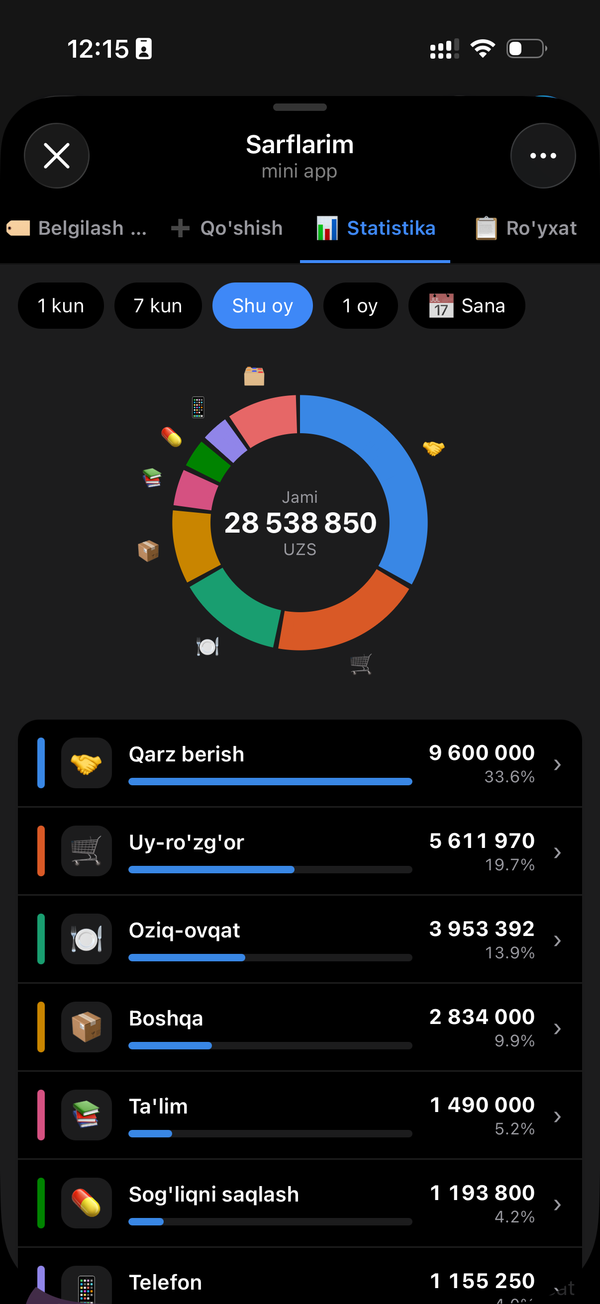 12:15
Sarflarim
mini app
Belgilash ...
Qo'shish
Statistika
Ro'yxat
1 kun
7 kun
Shu oy
1 oy
17
Sana
Jami
28 538 850
UZS
Qarz berish
9 600 000
33.6%
Uy-ro'zg'or
5 611 970
19.7%
Oziq-ovqat
3 953 392
13.9%
Boshqa
2 834 000
9.9%
Ta'lim
1 490 000
5.2%
Sog'liqni saqlash
1 193 800
4.2%
Telefon
1 155 250